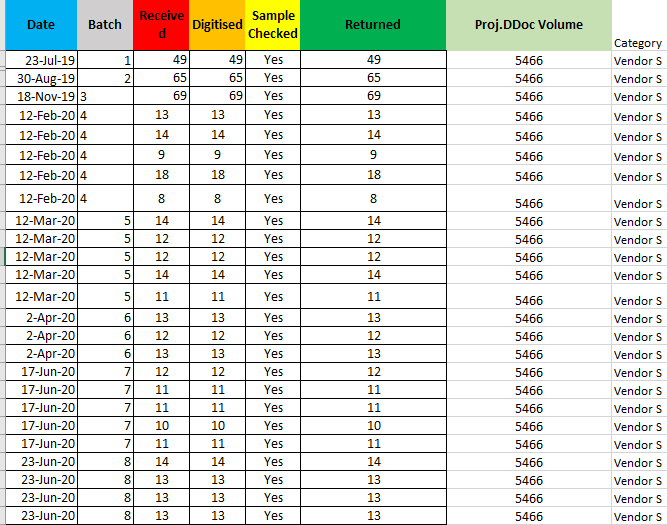 Date Batch Receive d Digitised Sample Checked Returned Proj.DDoc Volume Category
23-Jul-19 1 49 49 Yes 49 5466 Vendor S
30-Aug-19 2 65 65 Yes 65 5466 Vendor S
18-Nov-19 3 69 69 Yes 69 5466 Vendor S
12-Feb-20 4 13 13 Yes 13 5466 Vendor S
12-Feb-20 4 14 14 Yes 14 5466 Vendor S
12-Feb-20 4 9 9 Yes 9 5466 Vendor S
12-Feb-20 4 18 18 Yes 18 5466 Vendor S
12-Feb-20 4 8 8 Yes 8 5466 Vendor S
12-Mar-20 5 14 14 Yes 14 5466 Vendor S
12-Mar-20 5 12 12 Yes 12 5466 Vendor S
12-Mar-20 5 12 12 Yes 12 5466 Vendor S
12-Mar-20 5 14 14 Yes 14 5466 Vendor S
12-Mar-20 5 11 11 Yes 11 5466 Vendor S
2-Apr-20 6 13 13 Yes 13 5466 Vendor S
2-Apr-20 6 12 12 Yes 12 5466 Vendor S
2-Apr-20 6 13 13 Yes 13 5466 Vendor S
17-Jun-20 7 12 12 Yes 12 5466 Vendor S
17-Jun-20 7 11 11 Yes 11 5466 Vendor S
17-Jun-20 7 11 11 Yes 11 5466 Vendor S
17-Jun-20 7 10 10 Yes 10 5466 Vendor S
17-Jun-20 7 11 11 Yes 11 5466 Vendor S
23-Jun-20 8 14 14 Yes 14 5466 Vendor S
23-Jun-20 8 13 13 Yes 13 5466 Vendor S
23-Jun-20 8 13 13 Yes 13 5466 Vendor S
23-Jun-20 8 13 13 Yes 13 5466 Vendor S